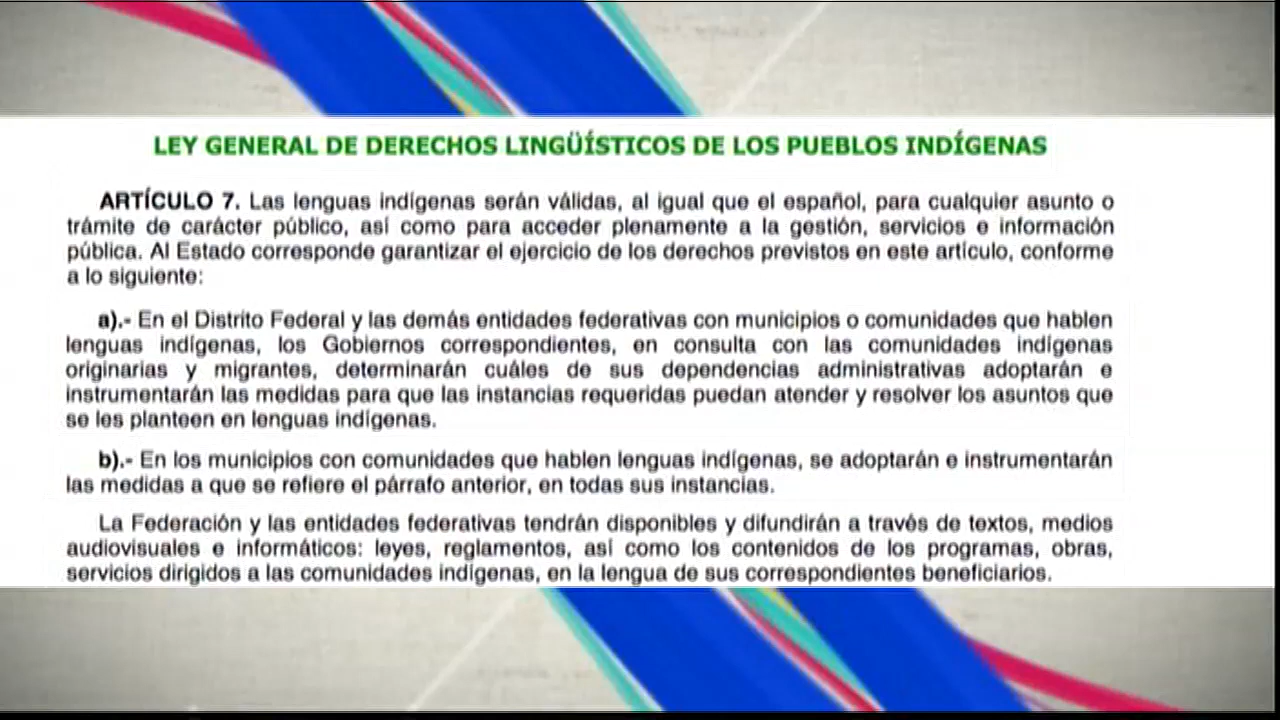 LEY GENERAL DE DERECHOS LINGÜÍSTICOS DE LOS PUEBLOS INDÍGENAS
ARTÍCULO 7. Las lenguas indígenas serán válidas, al igual que el español, para cualquier asunto o
trámite de carácter público, así como para acceder plenamente a la gestión, servicios e información
pública. Al Estado corresponde garantizar el ejercicio de los derechos previstos en este artículo, conforme
a lo siguiente:
a).- En el Distrito Federal y las demás entidades federativas con municipios o comunidades que hablen
lenguas indígenas, los Gobiernos correspondientes, en consulta con las comunidades indígenas
originarias y migrantes, determinarán cuáles de sus dependencias administrativas adoptarán e
instrumentarán las medidas para que las instancias requeridas puedan atender y resolver los asuntos que
se les planteen en lenguas indígenas.
b).- En los municipios con comunidades que hablen lenguas indígenas, se adoptarán e instrumentarán
las medidas a que se refiere el párrafo anterior, en todas sus instancias.
La Federación y las entidades federativas tendrán disponibles y difundirán a través de textos, medios
audiovisuales e informáticos: leyes, reglamentos, así como los contenidos de los programas, obras,
servicios dirigidos a las comunidades indígenas, en la lengua de sus correspondientes beneficiarios.